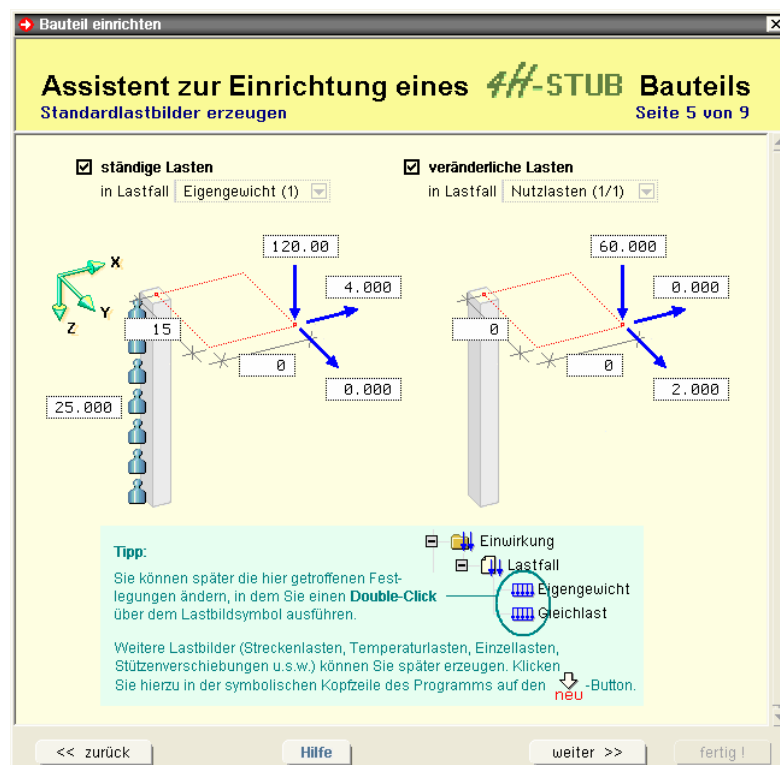 Bauteil einrichten
Assistent zur Einrichtung eines 4H-STUB Bauteils
Standardlastbilder erzeugen Seite 5 von 9
ständige Lasten
in Lastfall Eigengewicht (1)
veränderliche Lasten
in Lastfall Nutzlasten (1/1)
X
Y
Z
120.00
4.000
15
0
0.000
25.000
60.000
0.000
0
0
2.000
Tipp:
Sie können später die hier getroffenen Fest-
legungen ändern, in dem Sie einen Double-Click
über dem Lastbildsymbol ausführen.
Einwirkung
Lastfall
Eigengewicht
Gleichlast
Weitere Lastbilder (Streckenlasten, Temperaturlasten, Einzellasten,
Stützenverschiebungen u.s.w.) können Sie später erzeugen. Klicken
Sie hierzu in der symbolischen Kopfzeile des Programms auf den neu -Button.
<< zurück Hilfe weiter >> fertig !